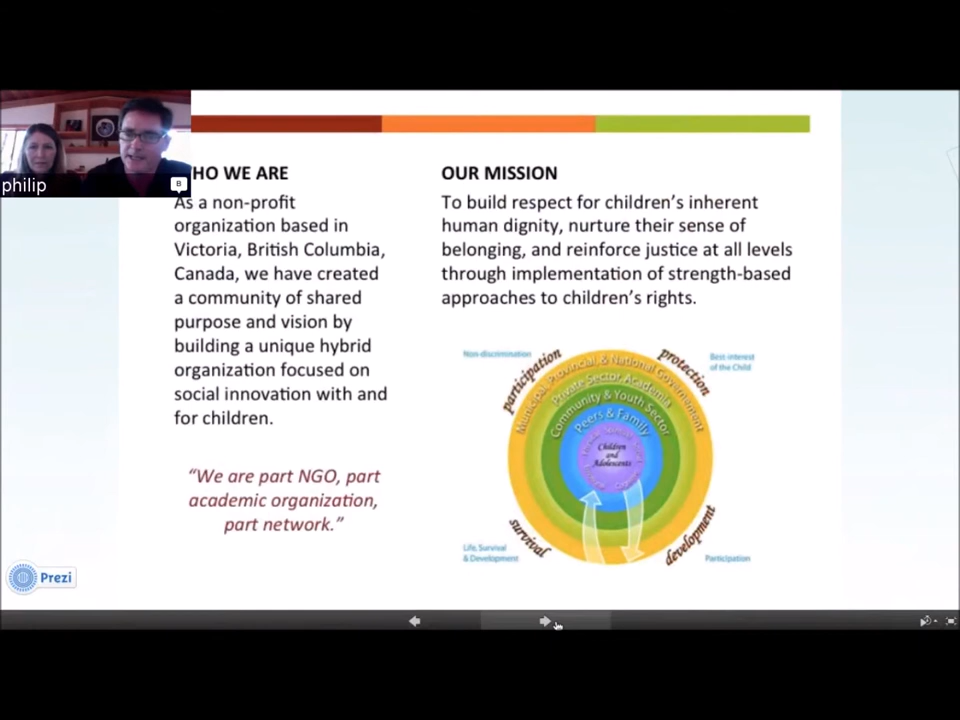 philip
B
HO WE ARE
As a non-profit
organization based in
Victoria, British Columbia,
Canada, we have created
a community of shared
purpose and vision by
building a unique hybrid
organization focused on
social innovation with and
for children.
“We are part NGO, part
academic organization,
part network.”
OUR MISSION
To build respect for children’s inherent
human dignity, nurture their sense of
belonging, and reinforce justice at all levels
through implementation of strength-based
approaches to children’s rights.
Non-discrimination
participation
protection
Best interest
of the Child
Municipal, Provincial, & National Government
Private Sector, Academia
Community & Youth Sector
Peers & Family
Children
and
Adolescents
survival
development
Life, Survival
& Development
Participation
Prezi